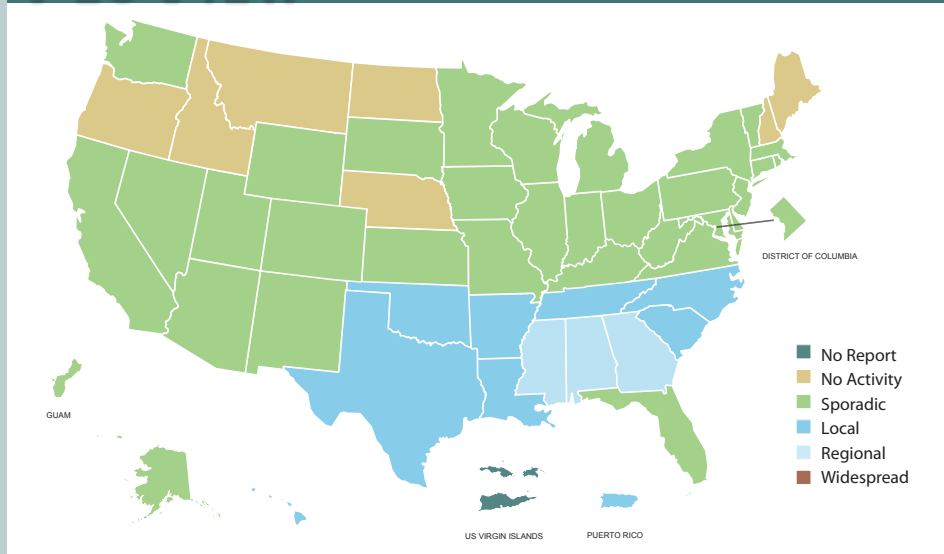 DISTRICT OF COLUMBIA
No Report
No Activity
Sporadic
Local
Regional
Widespread
GUAM
US VIRGIN ISLANDS
PUERTO RICO